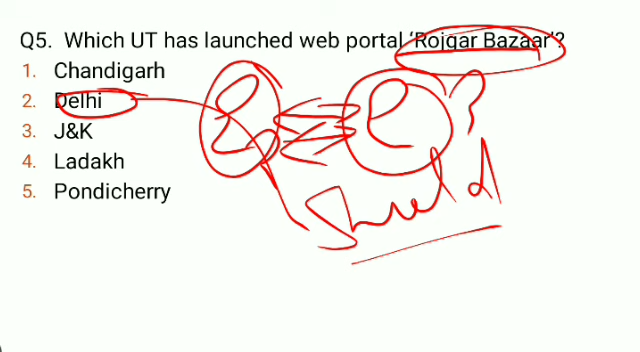 Q5. Which UT has launched web portal 'Rojgar Bazaar'?
1. Chandigarh
2. Delhi
3. J&K
4. Ladakh
5. Pondicherry